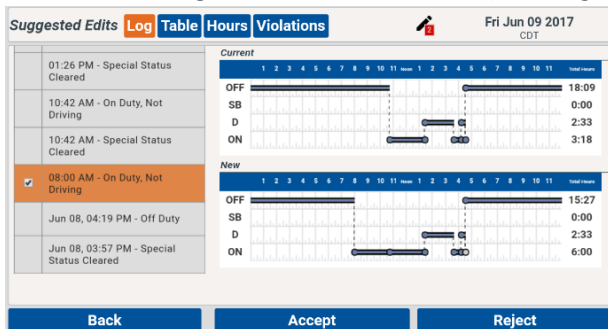 Suggested Edits Log Table Hours Violations 2 Fri Jun 09 2017
CDT
01:26 PM - Special Status
Cleared
10:42 AM - On Duty, Not
Driving
10:42 AM - Special Status
Cleared
08:00 AM - On Duty, Not
Driving
Jun 08, 04:19 PM - Off Duty
Jun 08, 03:57 PM - Special
Status Cleared
Current
1 2 3 4 5 6 7 8 9 10 11 Noon 1 2 3 4 5 6 7 8 9 10 11 Total Hours
OFF 18:09
SB 0:00
D 2:33
ON 3:18
New
1 2 3 4 5 6 7 8 9 10 11 Noon 1 2 3 4 5 6 7 8 9 10 11 Total Hours
OFF 15:27
SB 0:00
D 2:33
ON 6:00
Back Accept Reject